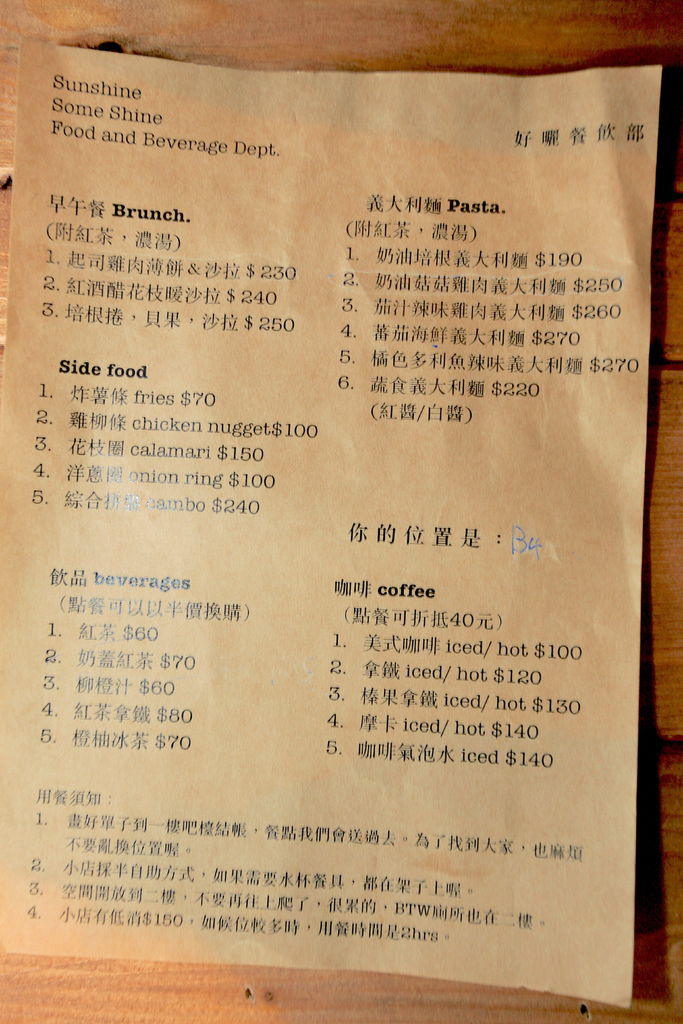 Sunshine
Some Shine
Food and Beverage Dept.
好曬餐飲部
早午餐 Brunch.
(附紅茶，濃湯)
1. 起司雞肉薄餅＆沙拉 $ 230
2. 紅酒醋花枝暖沙拉 $ 240
3. 培根捲，貝果，沙拉 $ 250
Side food
1. 炸薯條 fries $70
2. 雞柳條 chicken nugget$100
3. 花枝圈 calamari $150
4. 洋蔥圈 onion ring $100
5. 綜合拼盤 cambo $240
飲品 beverages
（點餐可以以半價換購）
1. 紅茶 $60
2. 奶蓋紅茶 $70
3. 柳橙汁 $60
4. 紅茶拿鐵 $80
5. 橙柚冰茶 $70
義大利麵 Pasta.
(附紅茶，濃湯)
1. 奶油培根義大利麵 $190
2. 奶油菇菇雞肉義大利麵 $250
3. 茄汁辣味雞肉義大利麵 $260
4. 蕃茄海鮮義大利麵 $270
5. 橘色多利魚辣味義大利麵 $270
6. 蔬食義大利麵 $220
(紅醬/白醬)
你的位置是：B4
咖啡 coffee
（點餐可折抵40元）
1. 美式咖啡 iced/ hot $100
2. 拿鐵 iced/ hot $120
3. 榛果拿鐵 iced/ hot $130
4. 摩卡 iced/ hot $140
5. 咖啡氣泡水 iced $140
用餐須知：
1. 畫好單子到一樓吧檯結帳，餐點我們會送過去。為了找到大家，也麻煩
不要亂換位置喔。
2. 小店採半自助方式，如果需要水杯餐具，都在架子上喔。
3. 空間開放到二樓，不要再往上爬了，很累的，BTW廁所也在二樓。
4. 小店有低消$150，如候位較多時，用餐時間是2hrs。